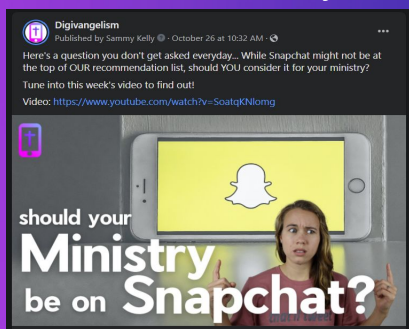 Digivangelism
Published by Sammy Kelly · October 26 at 10:32 AM ·
Here's a question you don't get asked everyday... While Snapchat might not be at
the top of OUR recommendation list, should YOU consider it for your ministry?
Tune into this week's video to find out!
Video: https://www.youtube.com/watch?v=SoatqKNlomg
should your
Ministry
be on Snapchat?